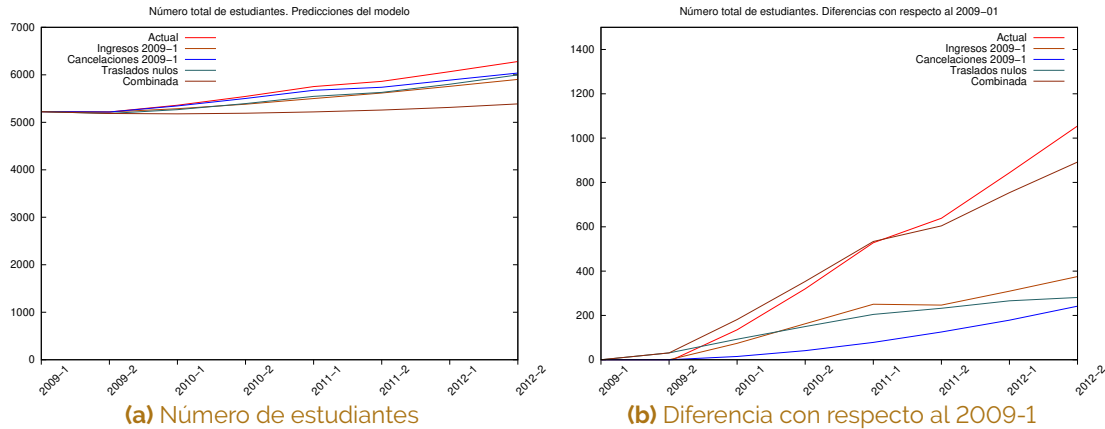 Número total de estudiantes. Predicciones del modelo
7000
6000
5000
4000
3000
2000
1000
0
Actual
Ingresos 2009-1
Cancelaciones 2009-1
Traslados nulos
Combinada
2009-1
2009-2
2010-1
2010-2
2011-1
2011-2
2012-1
2012-2
(a) Número de estudiantes
Número total de estudiantes. Diferencias con respecto al 2009-01
1400
1200
1000
800
600
400
200
0
Actual
Ingresos 2009-1
Cancelaciones 2009-1
Traslados nulos
Combinada
2009-1
2009-2
2010-1
2010-2
2011-1
2011-2
2012-1
2012-2
(b) Diferencia con respecto al 2009-1